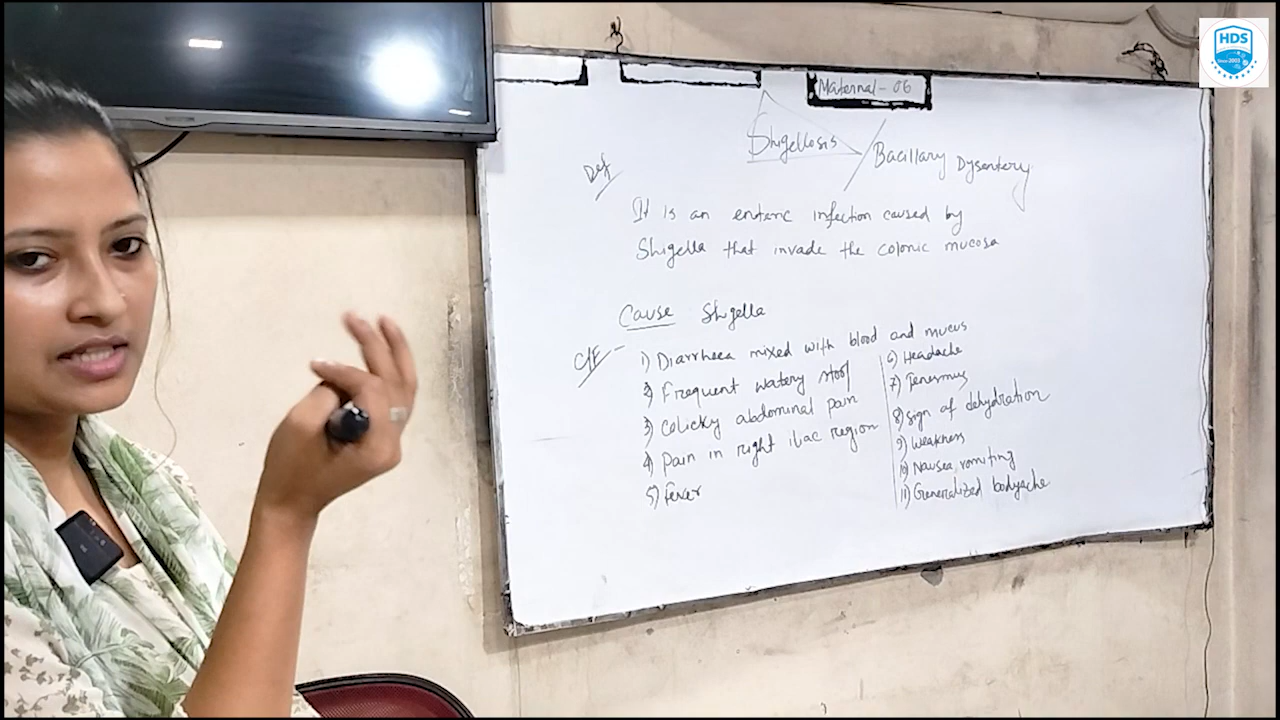 HDS
Since 2003
Maternal - 06
Shigellosis / Bacillary Dysentery
Def
It is an enteric infection caused by
Shigella that invade the colonic mucosa
Cause Shigella
C/F -
1) Diarrhoea mixed with blood and mucus
2) Frequent watery stool
3) Colicky abdominal pain
4) Pain in right iliac region
5) Fever
6) Headache
7) Tenesmus
8) Sign of dehydration
9) Weakness
10) Nausea, vomiting
11) Generalized bodyache